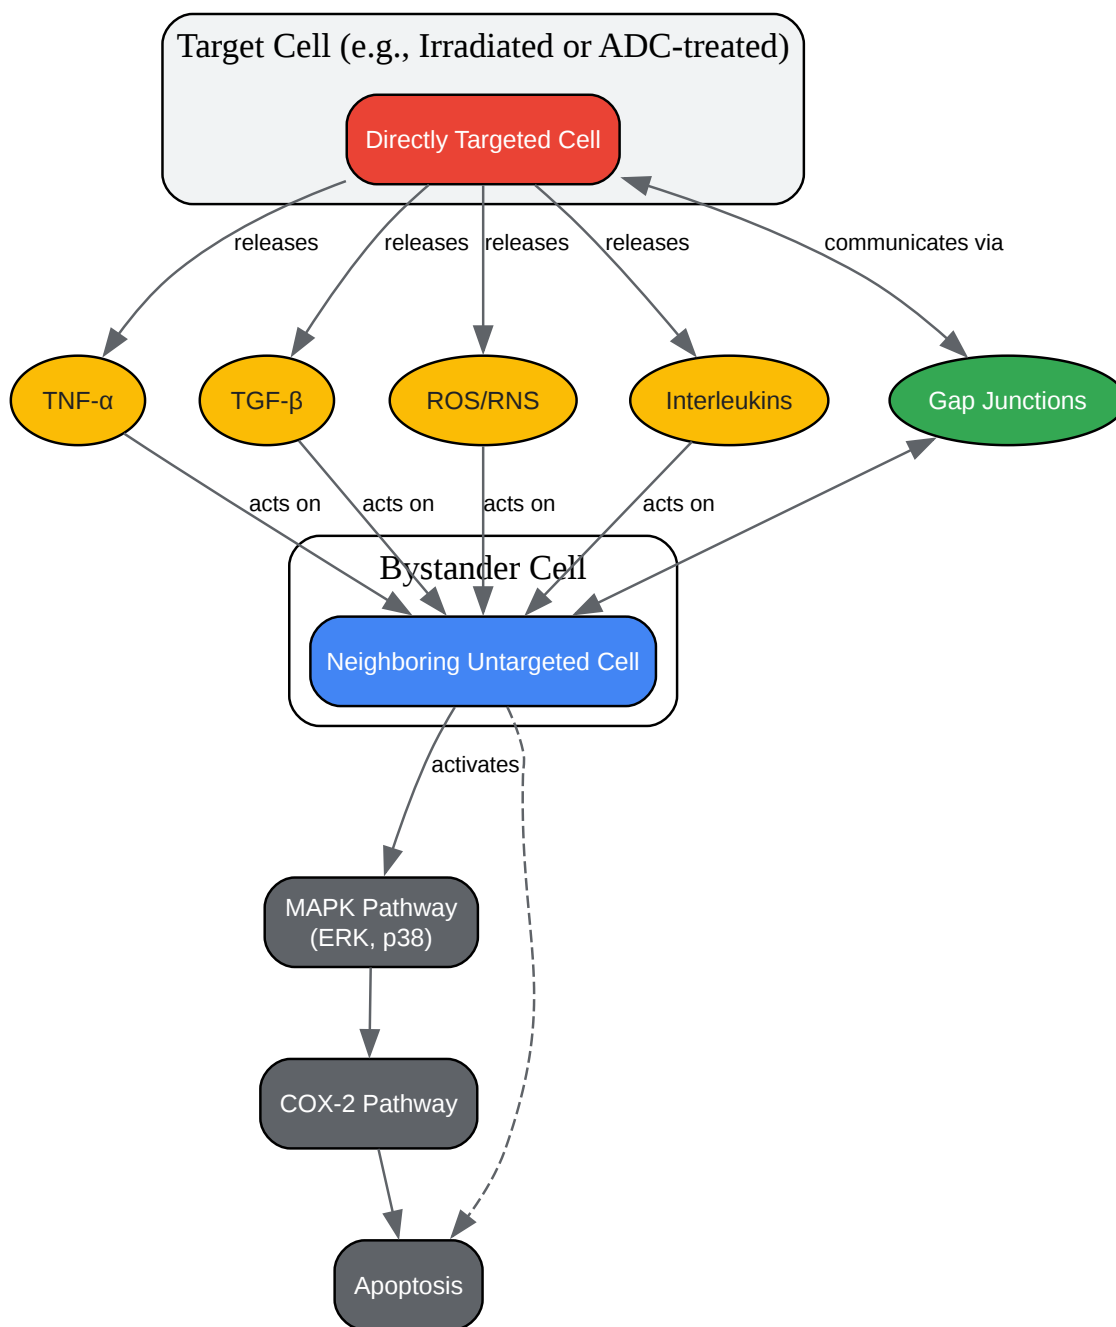 Target Cell (e.g., Irradiated or ADC-treated)
Directly Targeted Cell
releases
releases
releases
releases
communicates via
TNF-α
TGF-β
ROS/RNS
Interleukins
Gap Junctions
acts on
acts on
acts on
acts on
Bystander Cell
Neighboring Untargeted Cell
activates
MAPK Pathway
(ERK, p38)
COX-2 Pathway
Apoptosis